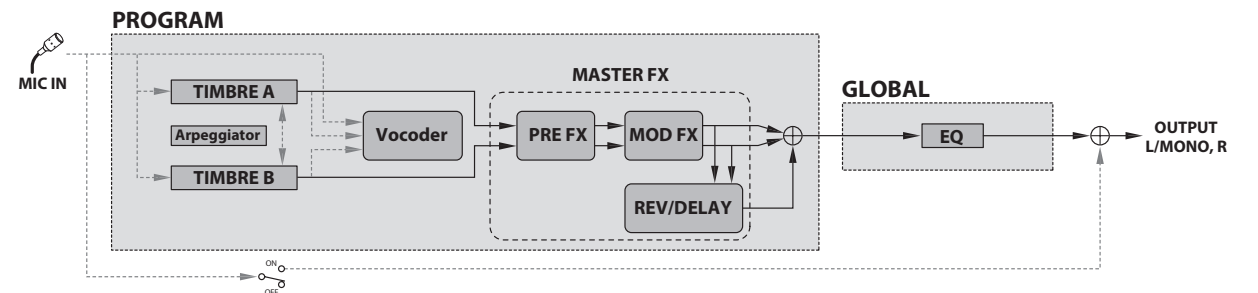 PROGRAM
MIC IN
TIMBRE A
Arpeggiator
TIMBRE B
Vocoder
MASTER FX
PRE FX
MOD FX
REV/DELAY
GLOBAL
EQ
OUTPUT
L/MONO, R
ON
OFF